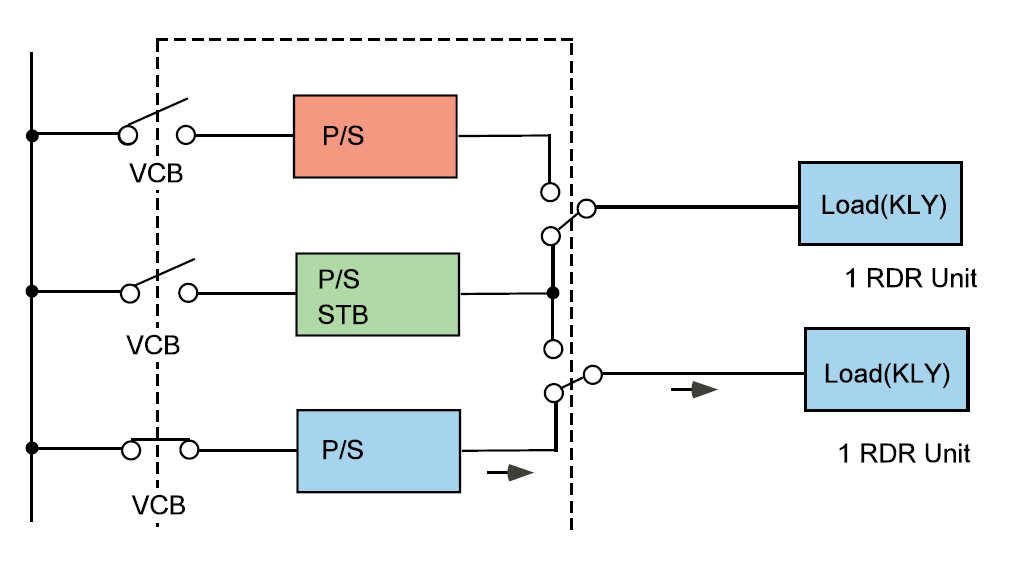 P/S
VCB
Load(KLY)
1 RDR Unit
P/S
STB
VCB
Load(KLY)
1 RDR Unit
P/S
VCB